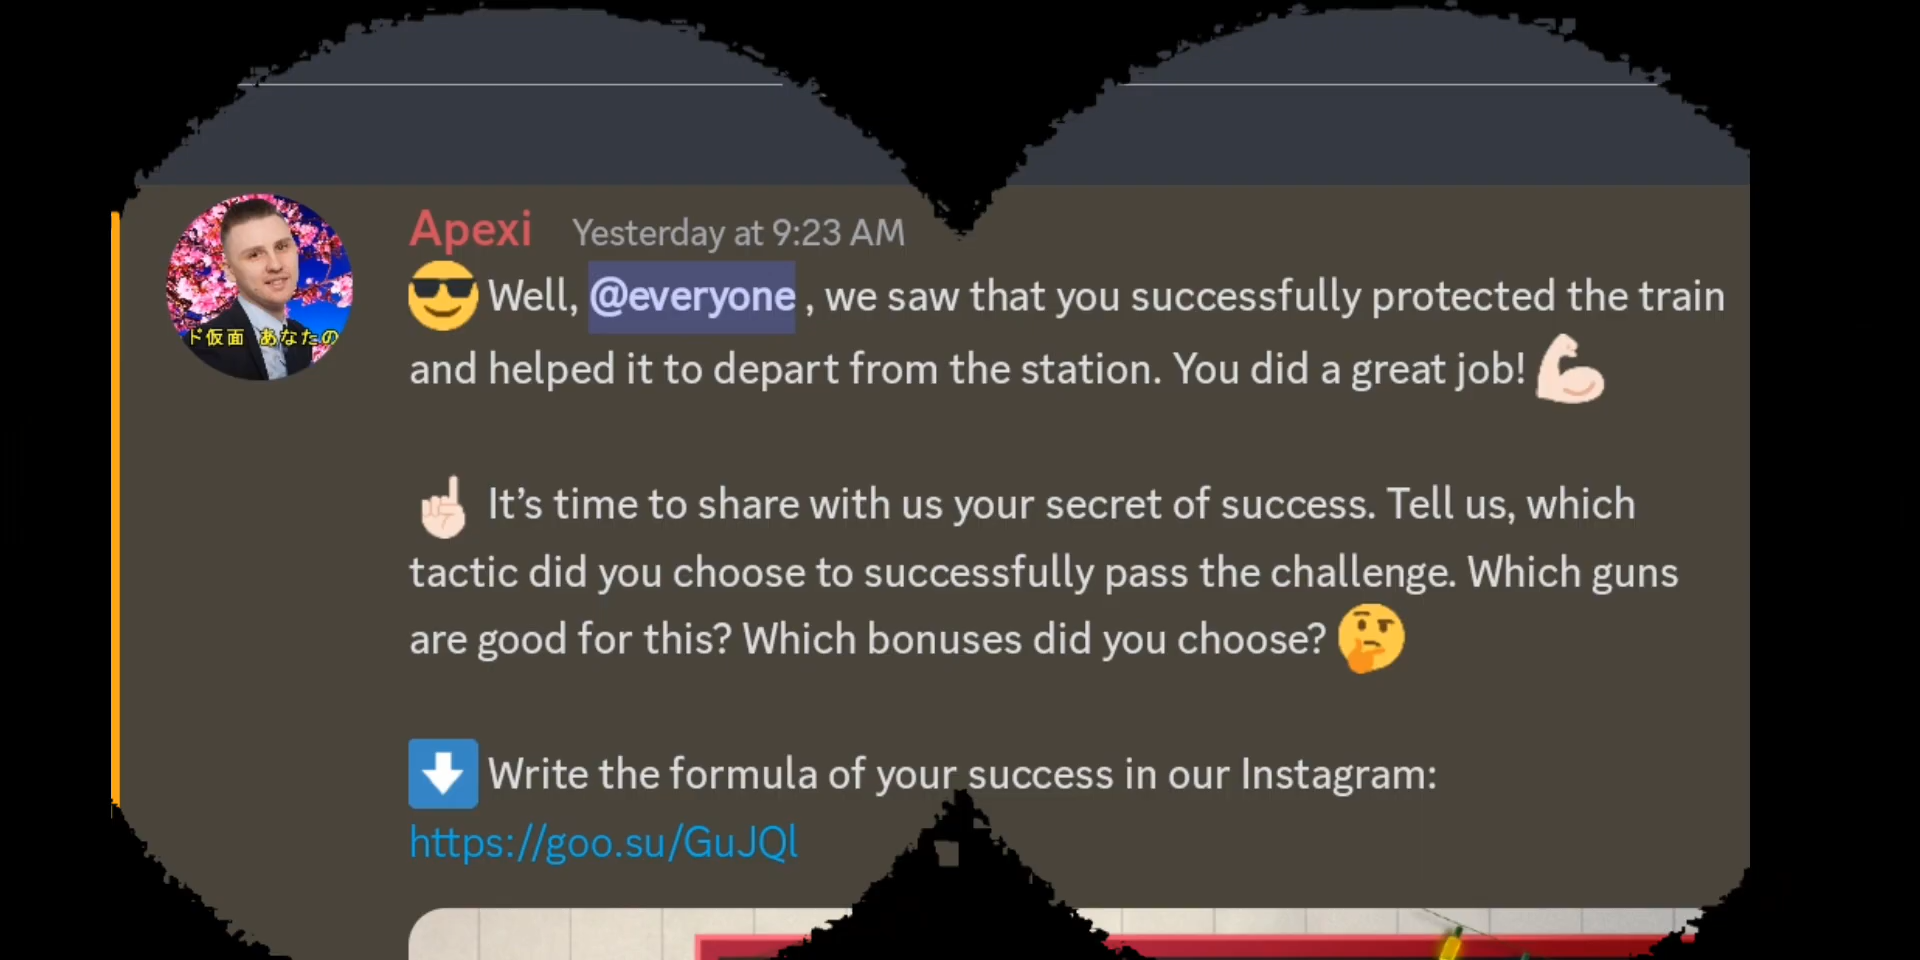 Apexi Yesterday at 9:23 AM
😎 Well, @everyone , we saw that you successfully protected the train
and helped it to depart from the station. You did a great job! 💪🏻
☝🏻 It’s time to share with us your secret of success. Tell us, which
tactic did you choose to successfully pass the challenge. Which guns
are good for this? Which bonuses did you choose? 🤔
⬇️ Write the formula of your success in our Instagram:
https://goo.su/GuJQl
ド仮面 あなたの